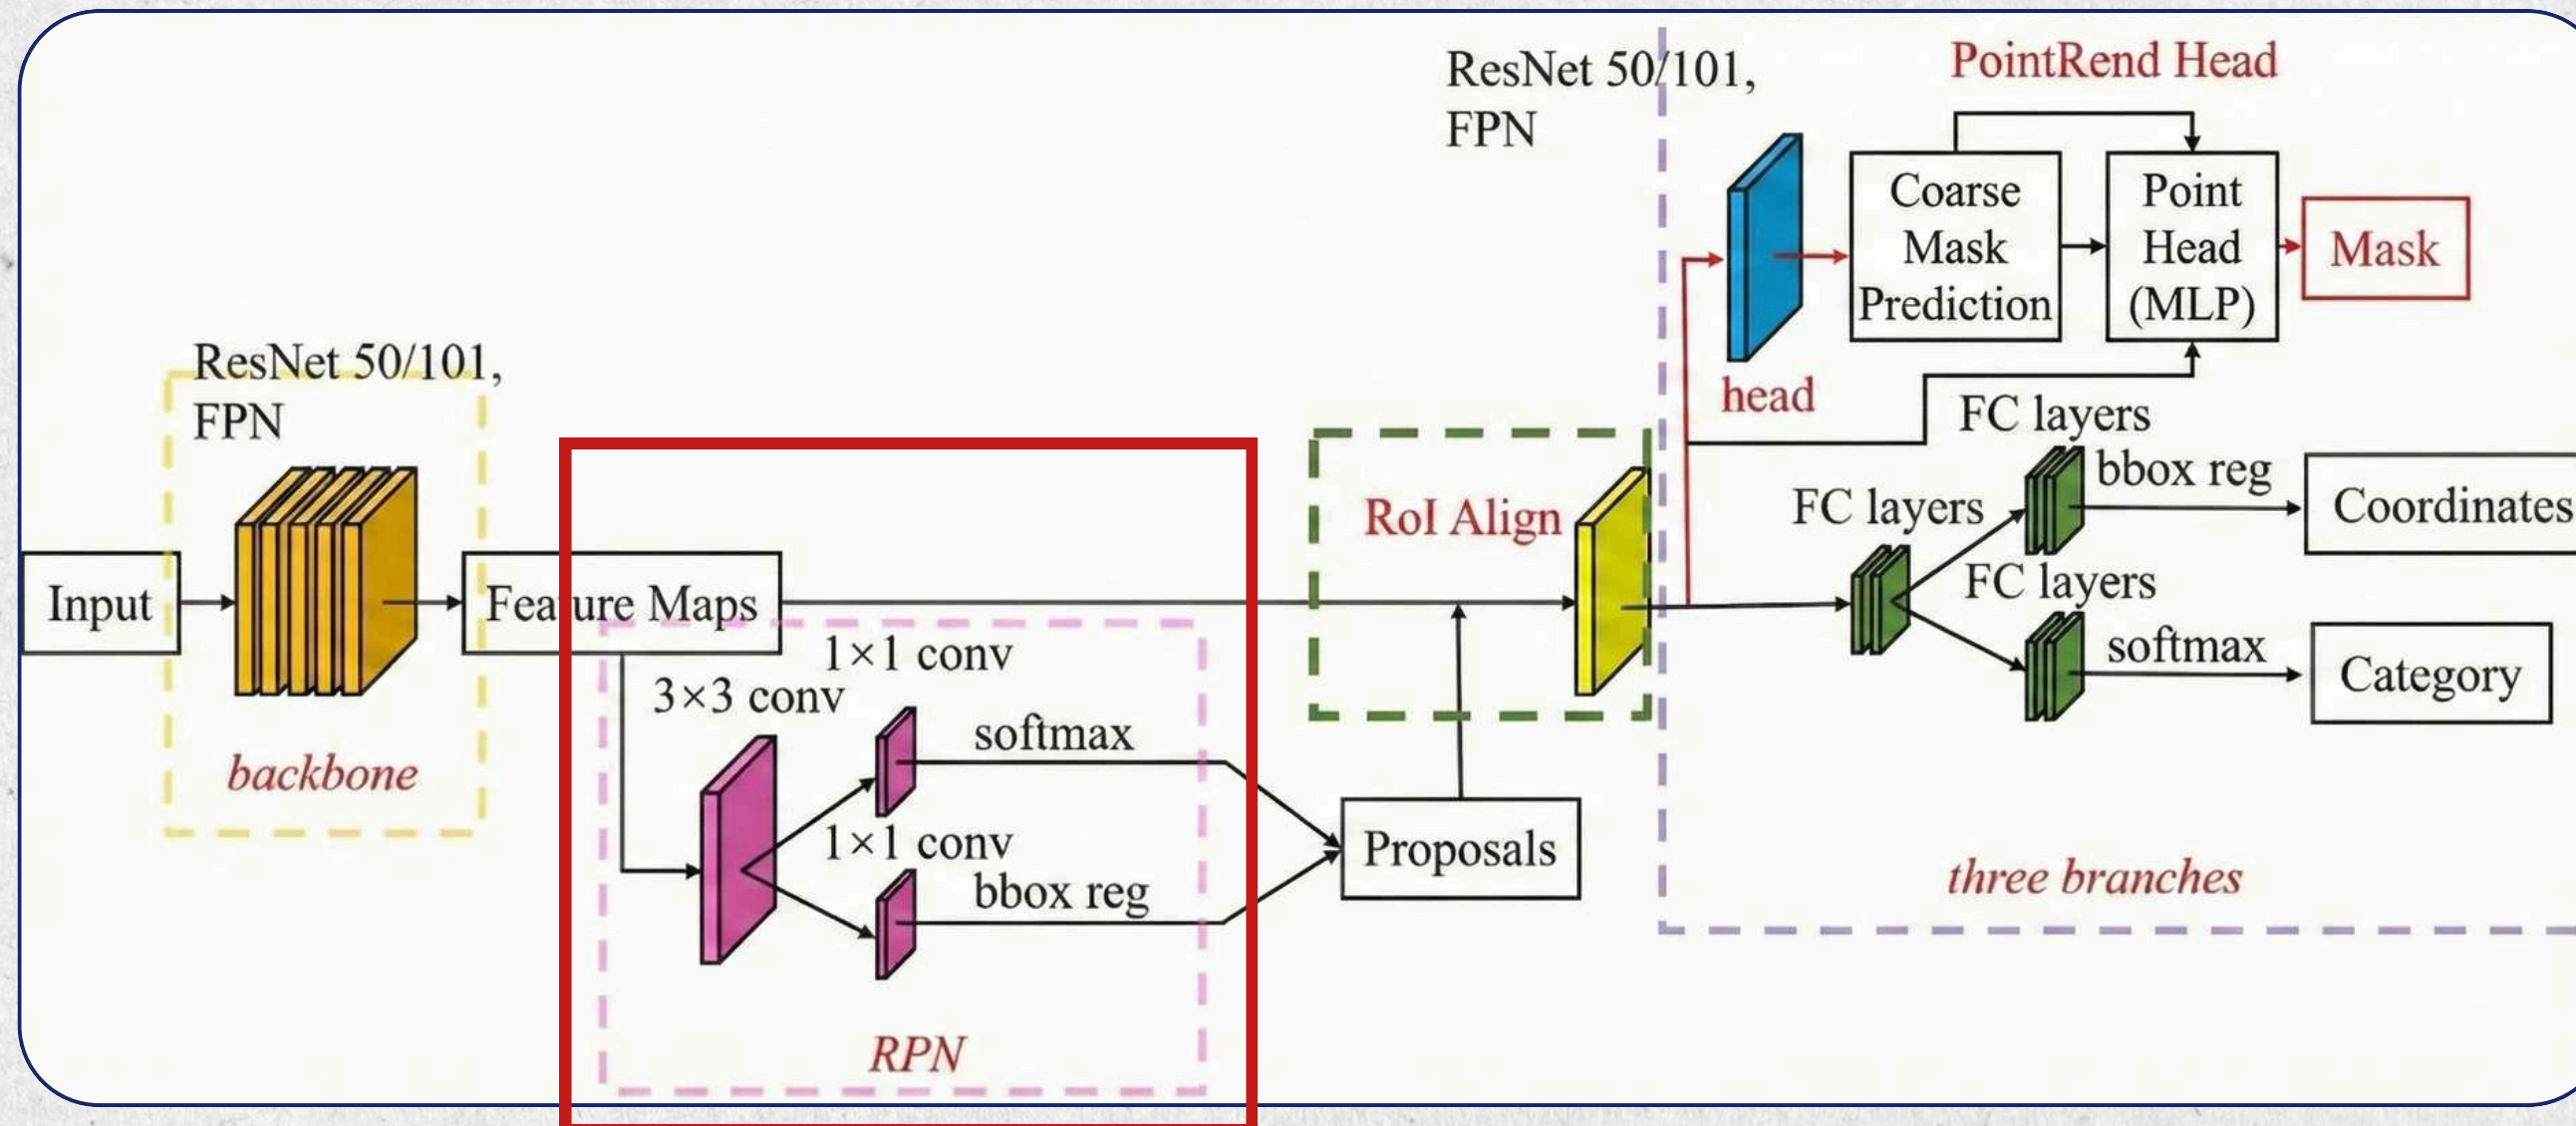 ResNet 50/101,
FPN
PointRend Head
Coarse
Mask
Prediction
Point
Head
(MLP)
Mask
head
ResNet 50/101,
FPN
backbone
Input
Feature Maps
1×1 conv
3×3 conv
softmax
1×1 conv
bbox reg
RPN
RoI Align
Proposals
FC layers
FC layers
bbox reg
Coordinates
FC layers
softmax
Category
three branches